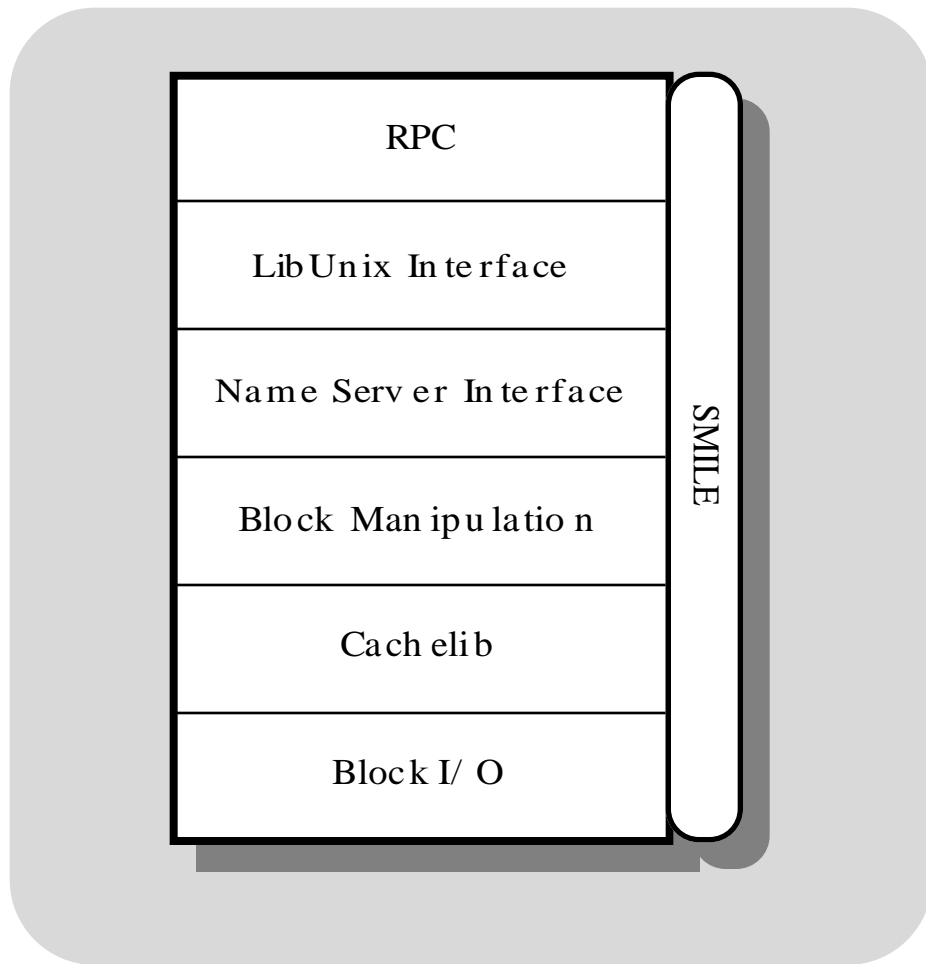 RPC
LibUnix Interface
Name Server Interface
Block Manipulation
Cachelib
Block I/O
SMILE